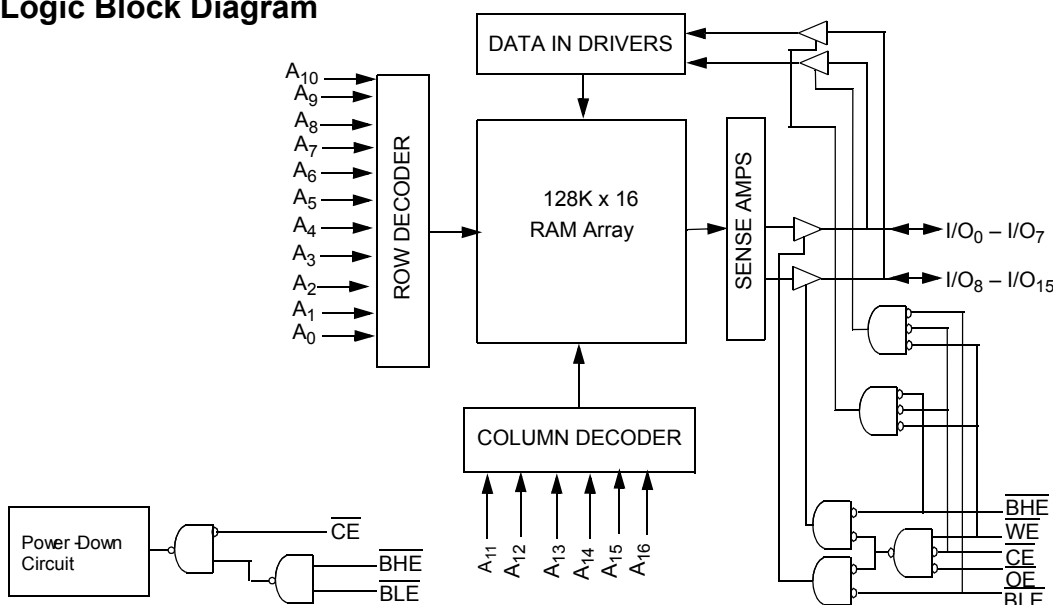 Logic Block Diagram
DATA IN DRIVERS
A10
A9
A8
A7
A6
A5
A4
A3
A2
A1
A0
ROW DECODER
128K x 16
RAM Array
SENSE AMPS
I/O0 – I/O7
I/O8 – I/O15
COLUMN DECODER
A11
A12
A13
A14
A15
A16
Power -Down
Circuit
CE
BHE
BLE
BHE
WE
CE
OE
BLE